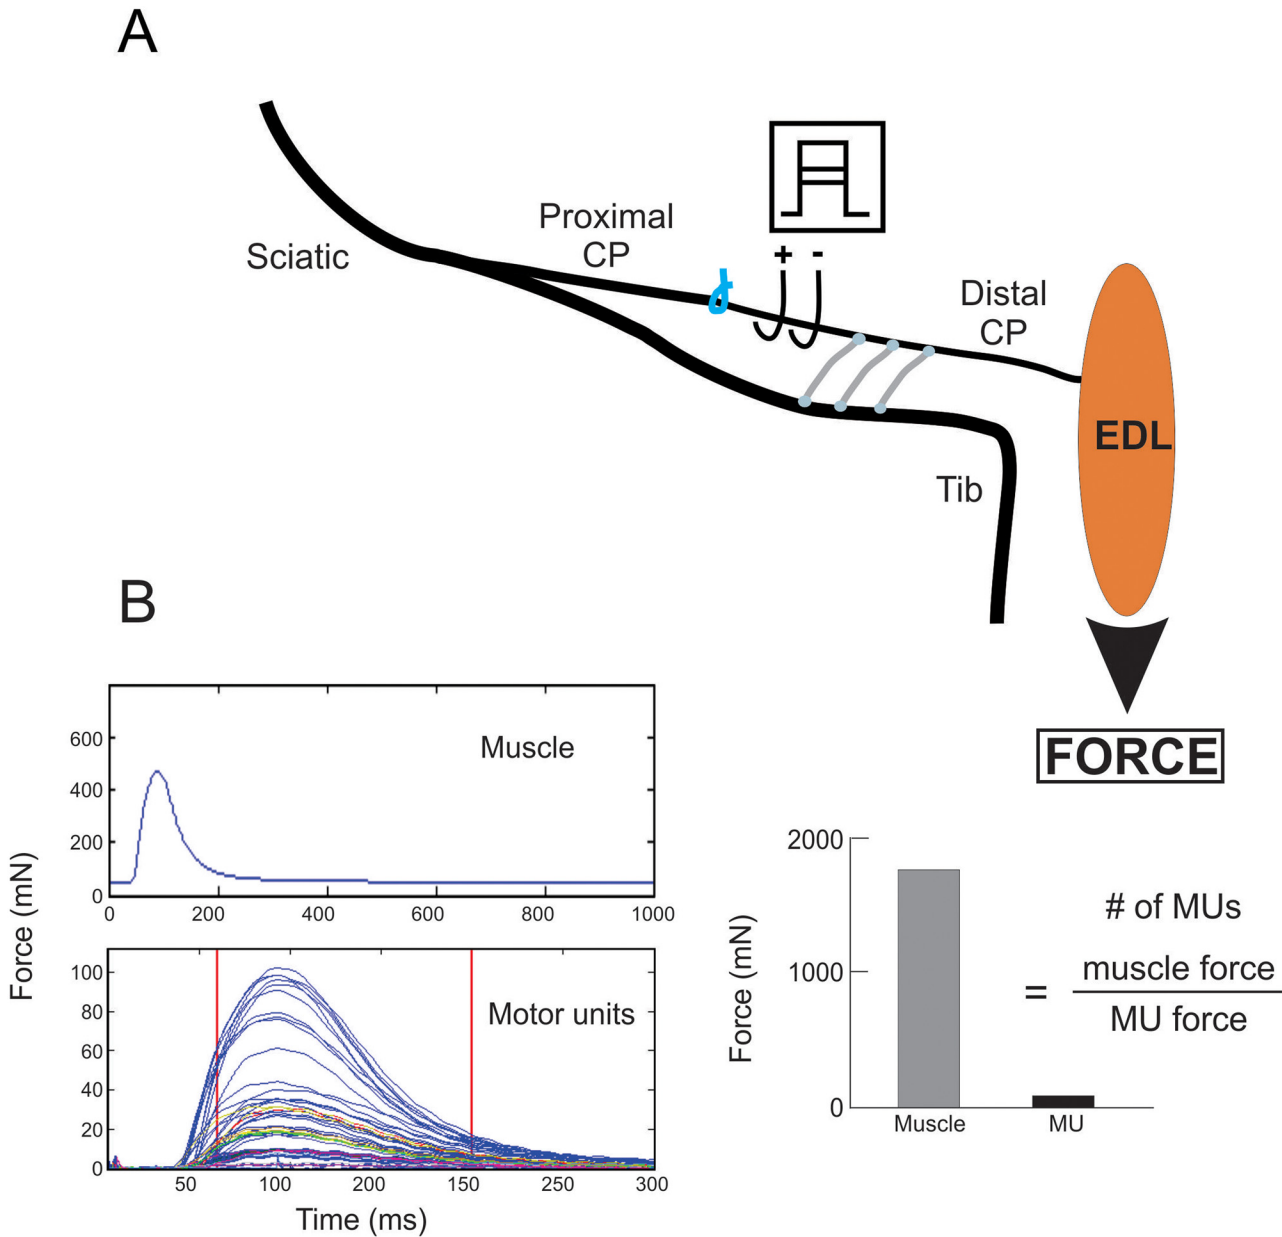 A
Sciatic
Proximal
CP
+ -
Distal
CP
EDL
Tib
FORCE
B
Force (mN)
600
400
200
0
Muscle
0 200 400 600 800 1000
100
80
60
40
20
0
Motor units
50 100 200 150 250 300
Time (ms)
Force (mN)
2000
1000
0
Muscle MU
# of MUs
=
muscle force
MU force